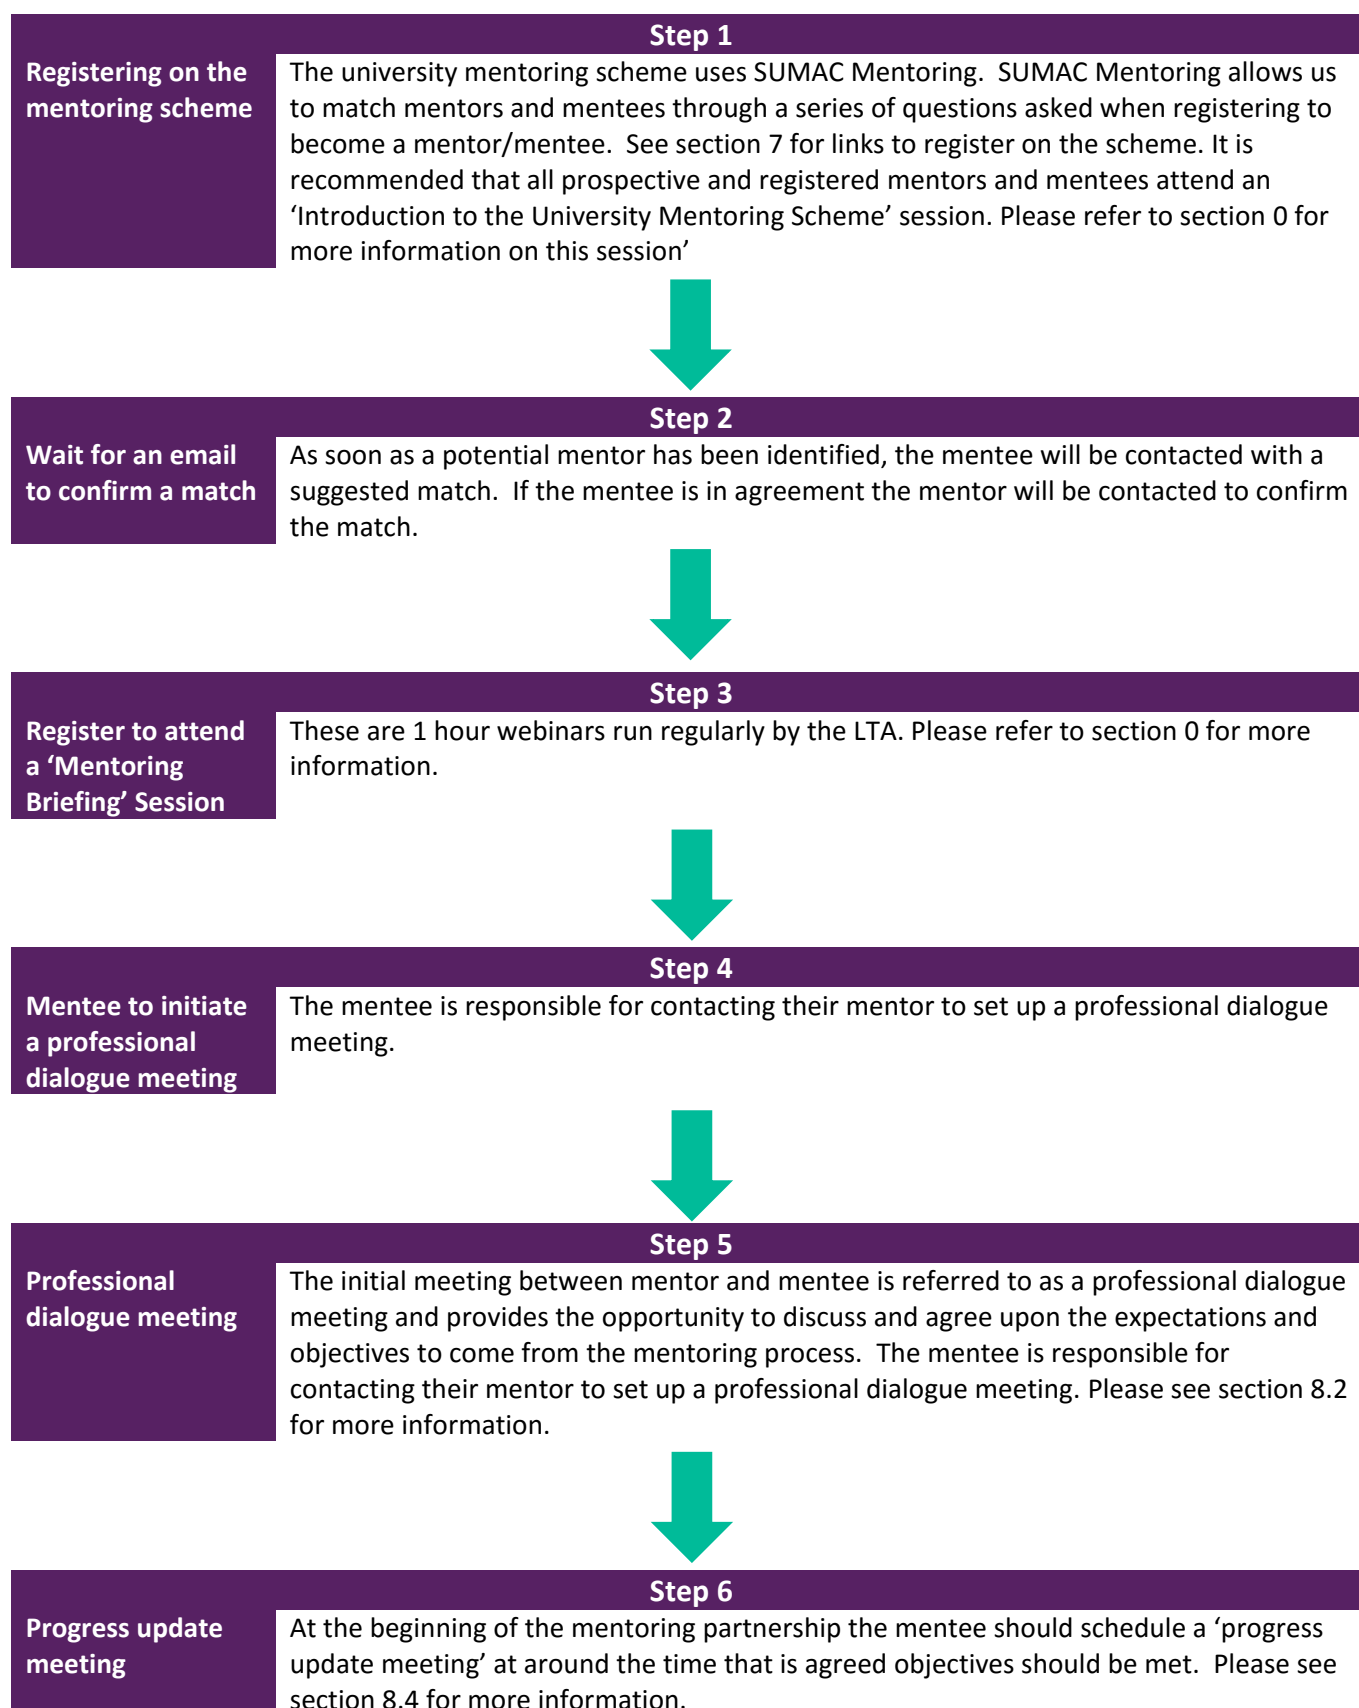 Step 1
Registering on the
mentoring scheme
The university mentoring scheme uses SUMAC Mentoring.  SUMAC Mentoring allows us
to match mentors and mentees through a series of questions asked when registering to
become a mentor/mentee.  See section 7 for links to register on the scheme. It is
recommended that all prospective and registered mentors and mentees attend an
‘Introduction to the University Mentoring Scheme’ session. Please refer to section 0 for
more information on this session’
Step 2
Wait for an email
to confirm a match
As soon as a potential mentor has been identified, the mentee will be contacted with a
suggested match.  If the mentee is in agreement the mentor will be contacted to confirm
the match.
Step 3
Register to attend
a ‘Mentoring
Briefing’ Session
These are 1 hour webinars run regularly by the LTA. Please refer to section 0 for more
information.
Step 4
Mentee to initiate
a professional
dialogue meeting
The mentee is responsible for contacting their mentor to set up a professional dialogue
meeting.
Step 5
Professional
dialogue meeting
The initial meeting between mentor and mentee is referred to as a professional dialogue
meeting and provides the opportunity to discuss and agree upon the expectations and
objectives to come from the mentoring process.  The mentee is responsible for
contacting their mentor to set up a professional dialogue meeting. Please see section 8.2
for more information.
Step 6
Progress update
meeting
At the beginning of the mentoring partnership the mentee should schedule a ‘progress
update meeting’ at around the time that is agreed objectives should be met.  Please see
section 8.4 for more information.